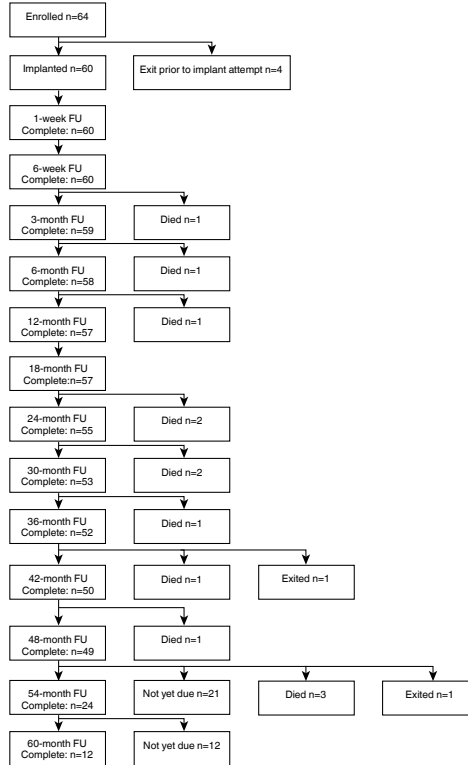 Enrolled n=64
Implanted n=60
Exit prior to implant attempt n=4
1-week FU
Complete: n=60
6-week FU
Complete: n=60
3-month FU
Complete: n=59
Died n=1
6-month FU
Complete: n=58
Died n=1
12-month FU
Complete: n=57
Died n=1
18-month FU
Complete:n=57
24-month FU
Complete: n=55
Died n=2
30-month FU
Complete: n=53
Died n=2
36-month FU
Complete: n=52
Died n=1
42-month FU
Complete: n=50
Died n=1
Exited n=1
48-month FU
Complete: n=49
Died n=1
54-month FU
Complete: n=24
Not yet due n=21
Died n=3
Exited n=1
60-month FU
Complete: n=12
Not yet due n=12